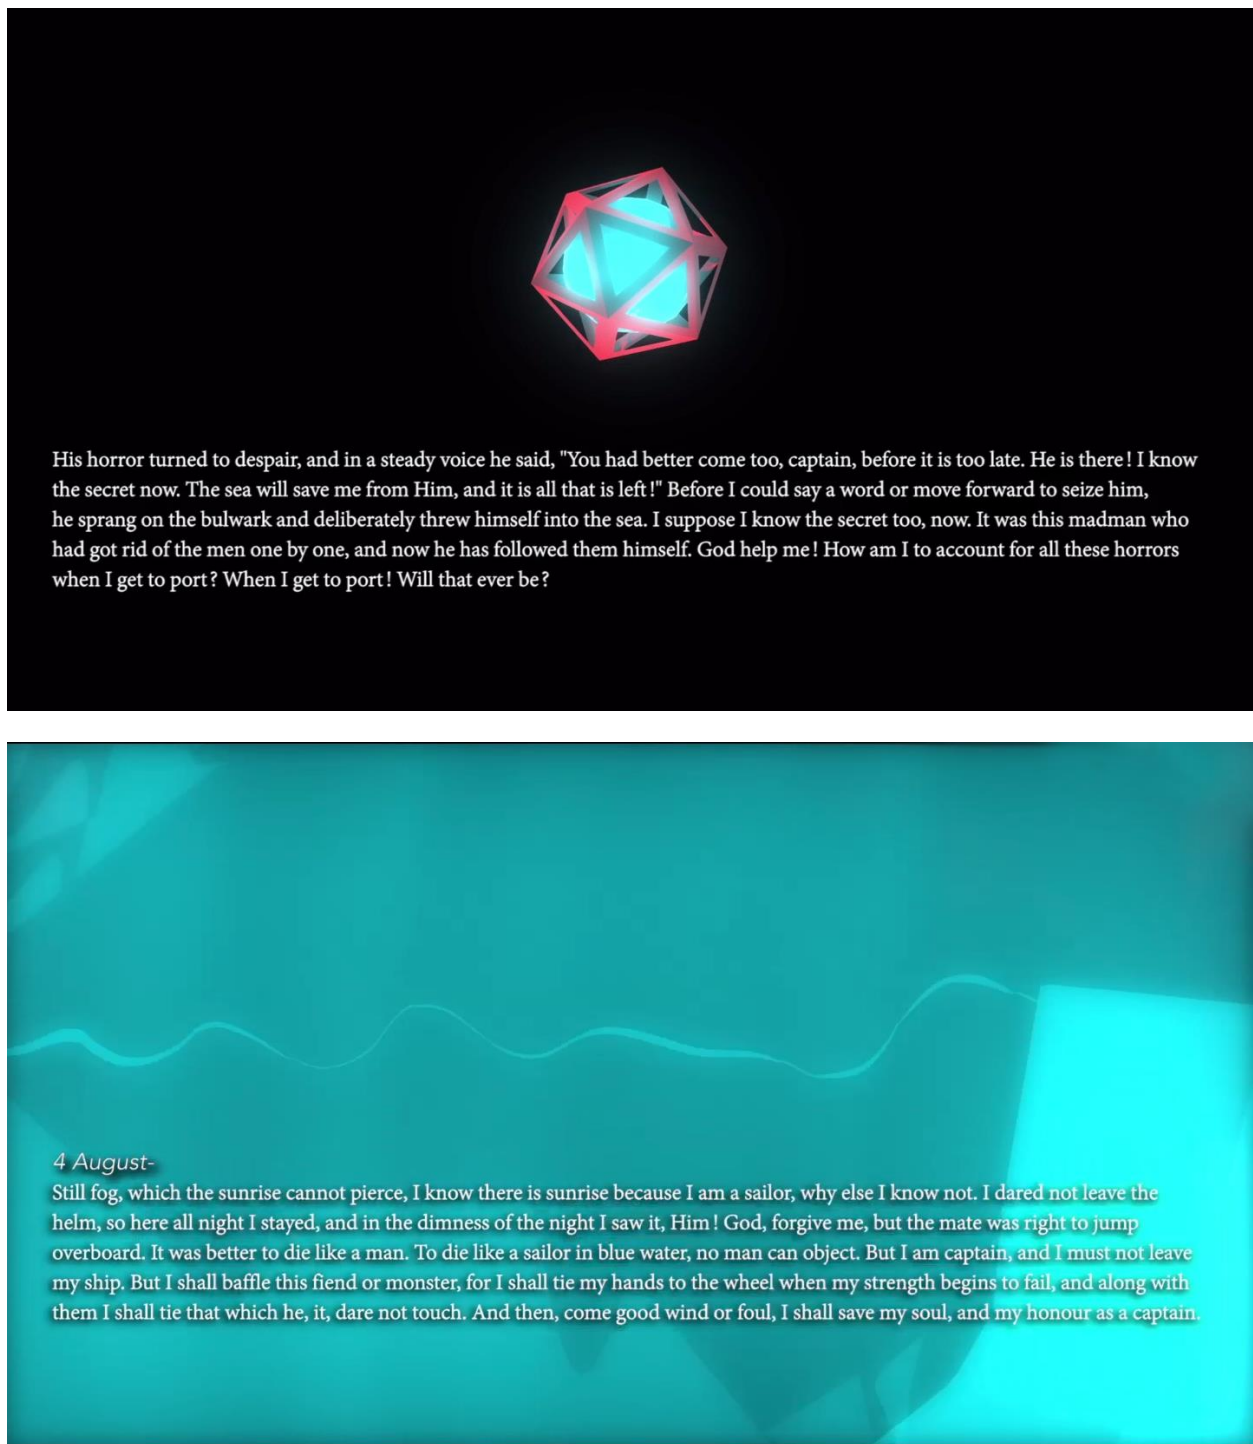 His horror turned to despair, and in a steady voice he said, "You had better come too, captain, before it is too late. He is there! I know
the secret now. The sea will save me from Him, and it is all that is left!" Before I could say a word or move forward to seize him,
he sprang on the bulwark and deliberately threw himself into the sea. I suppose I know the secret too, now. It was this madman who
had got rid of the men one by one, and now he has followed them himself. God help me! How am I to account for all these horrors
when I get to port? When I get to port! Will that ever be?
4 August-
Still fog, which the sunrise cannot pierce, I know there is sunrise because I am a sailor, why else I know not. I dared not leave the
helm, so here all night I stayed, and in the dimness of the night I saw it, Him! God, forgive me, but the mate was right to jump
overboard. It was better to die like a man. To die like a sailor in blue water, no man can object. But I am captain, and I must not leave
my ship. But I shall baffle this fiend or monster, for I shall tie my hands to the wheel when my strength begins to fail, and along with
them I shall tie that which he, it, dare not touch. And then, come good wind or foul, I shall save my soul, and my honour as a captain.